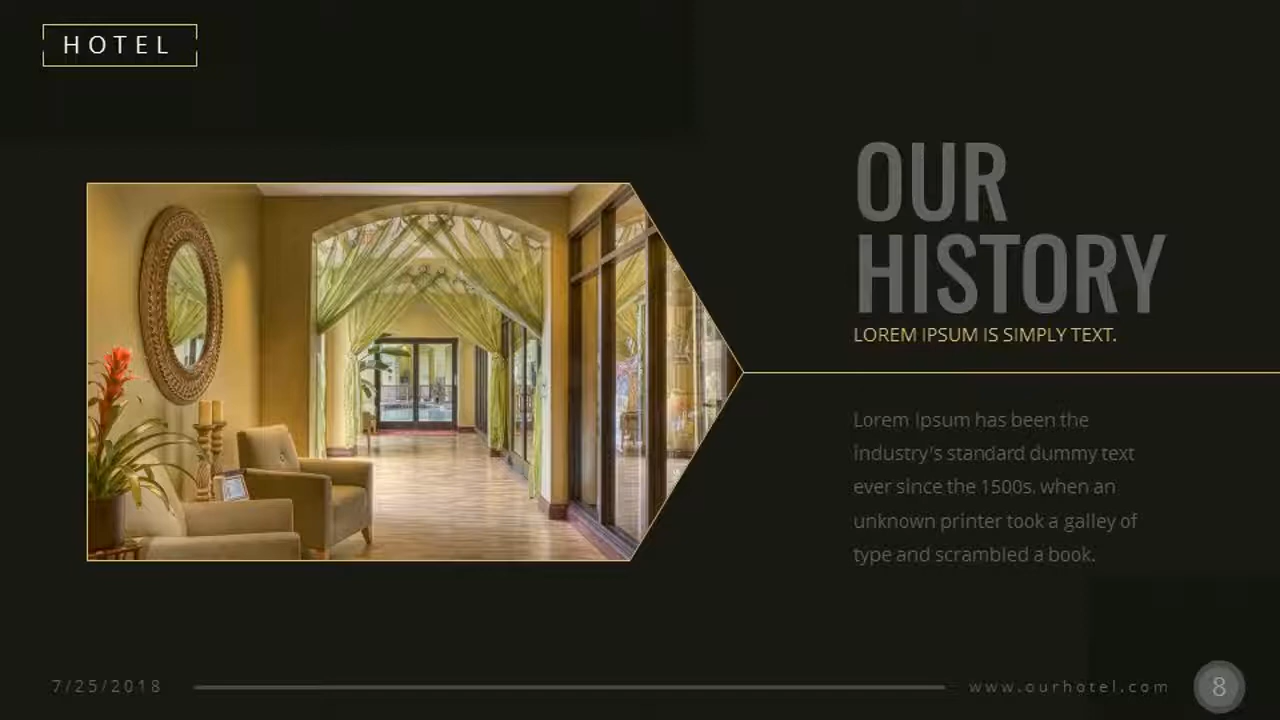 HOTEL
OUR
HISTORY
LOREM IPSUM IS SIMPLY TEXT.
Lorem Ipsum has been the
industry's standard dummy text
ever since the 1500s, when an
unknown printer took a galley of
type and scrambled a book.
7/25/2018
www.ourhotel.com
8